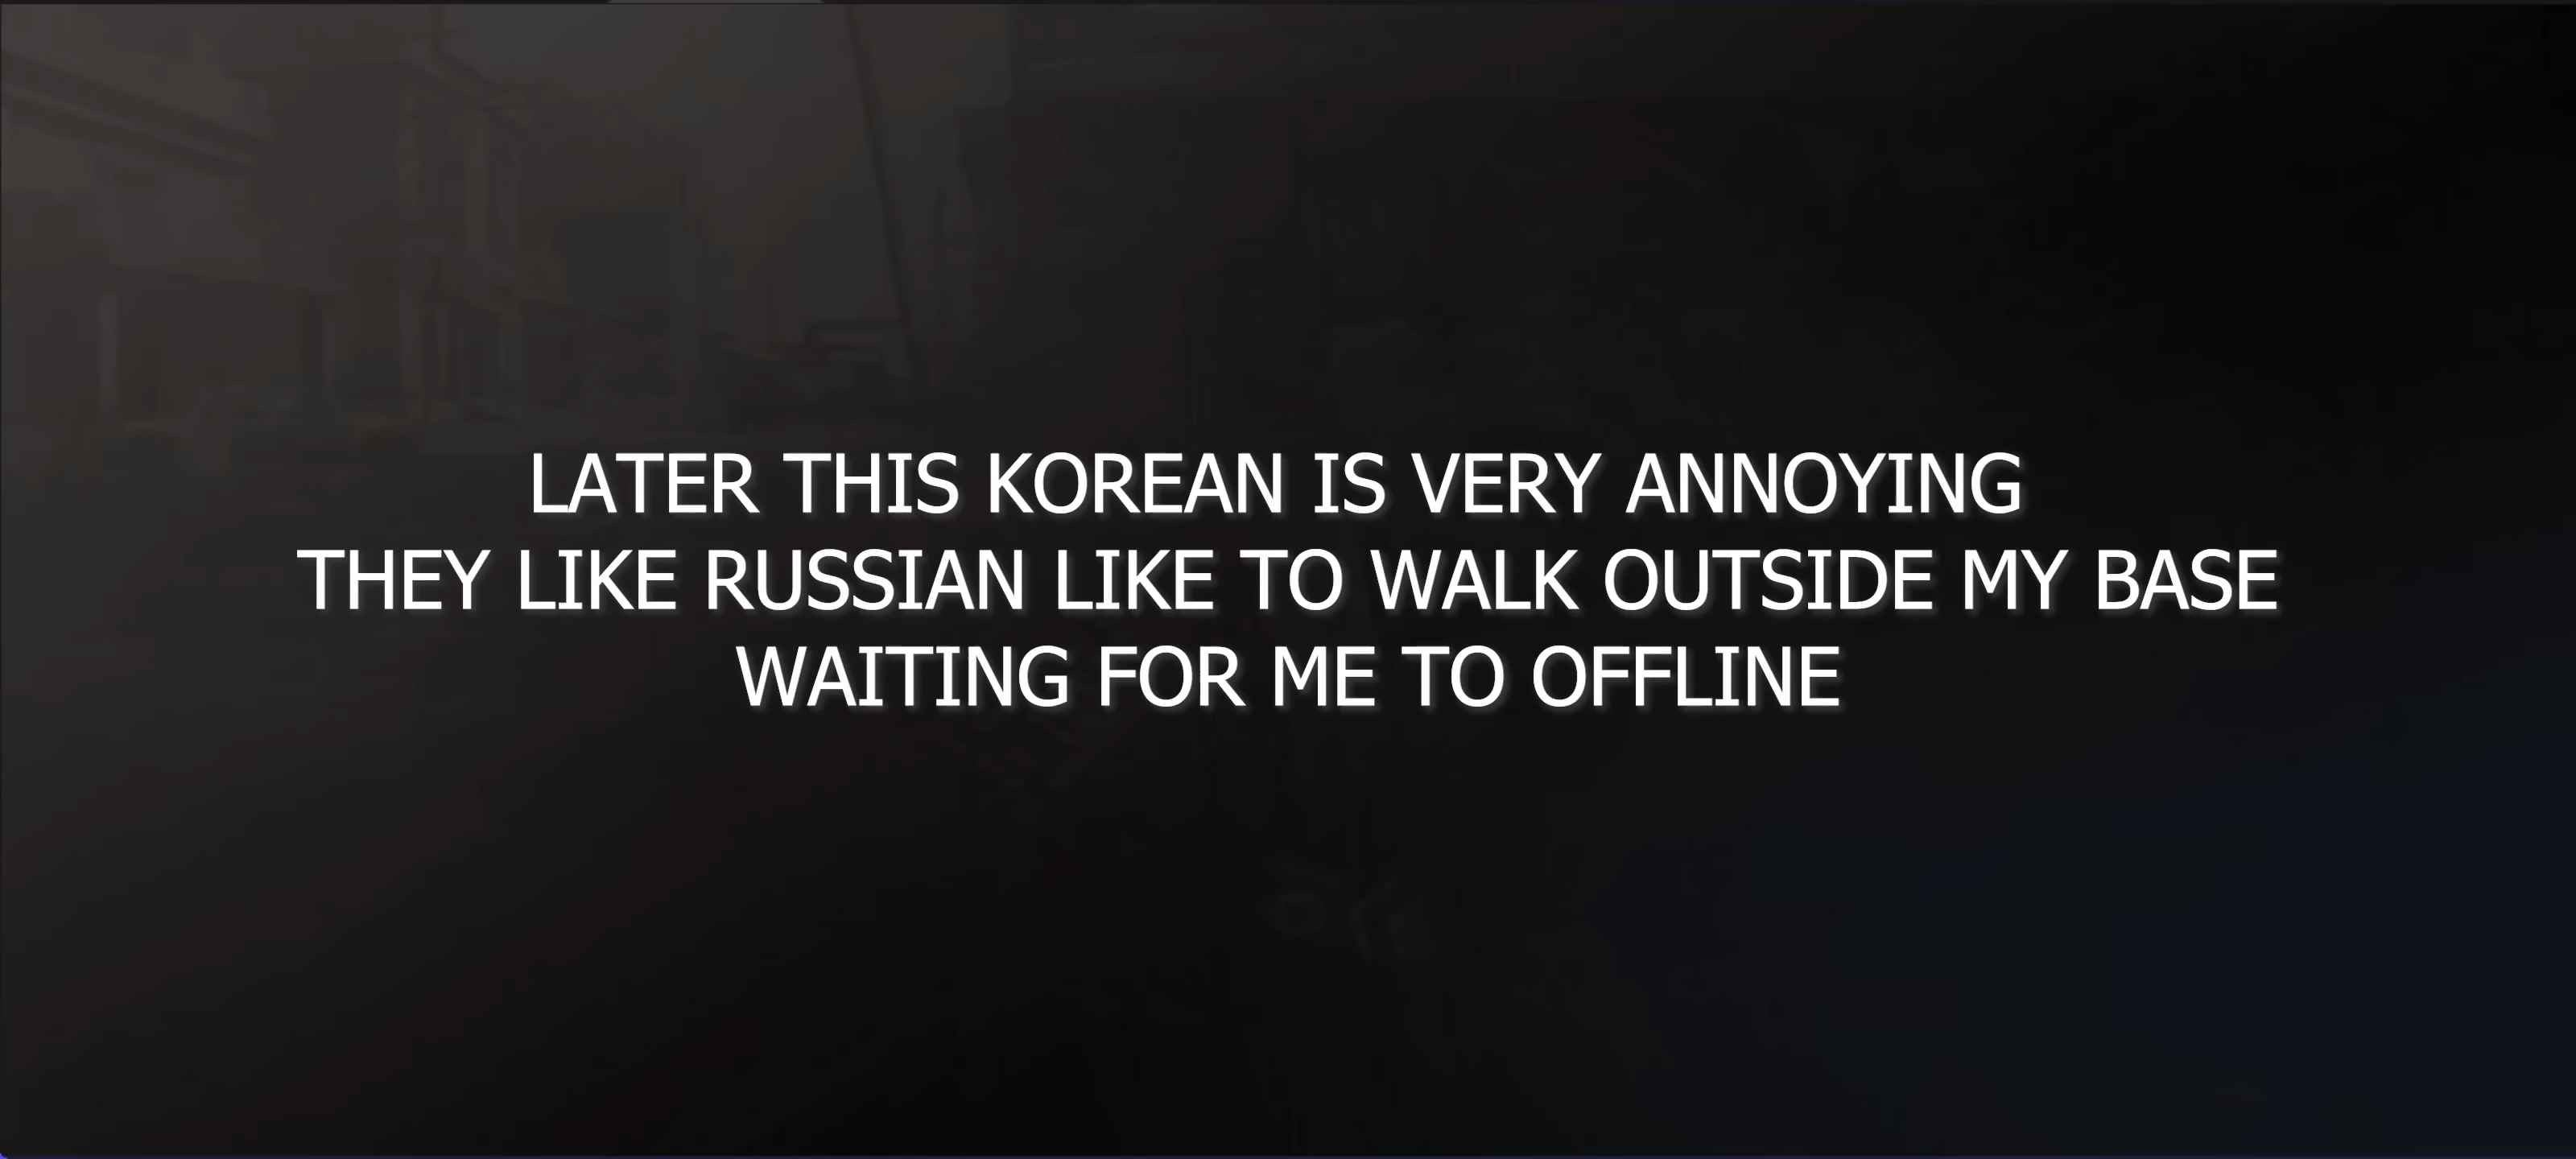 LATER THIS KOREAN IS VERY ANNOYING
THEY LIKE RUSSIAN LIKE TO WALK OUTSIDE MY BASE
WAITING FOR ME TO OFFLINE